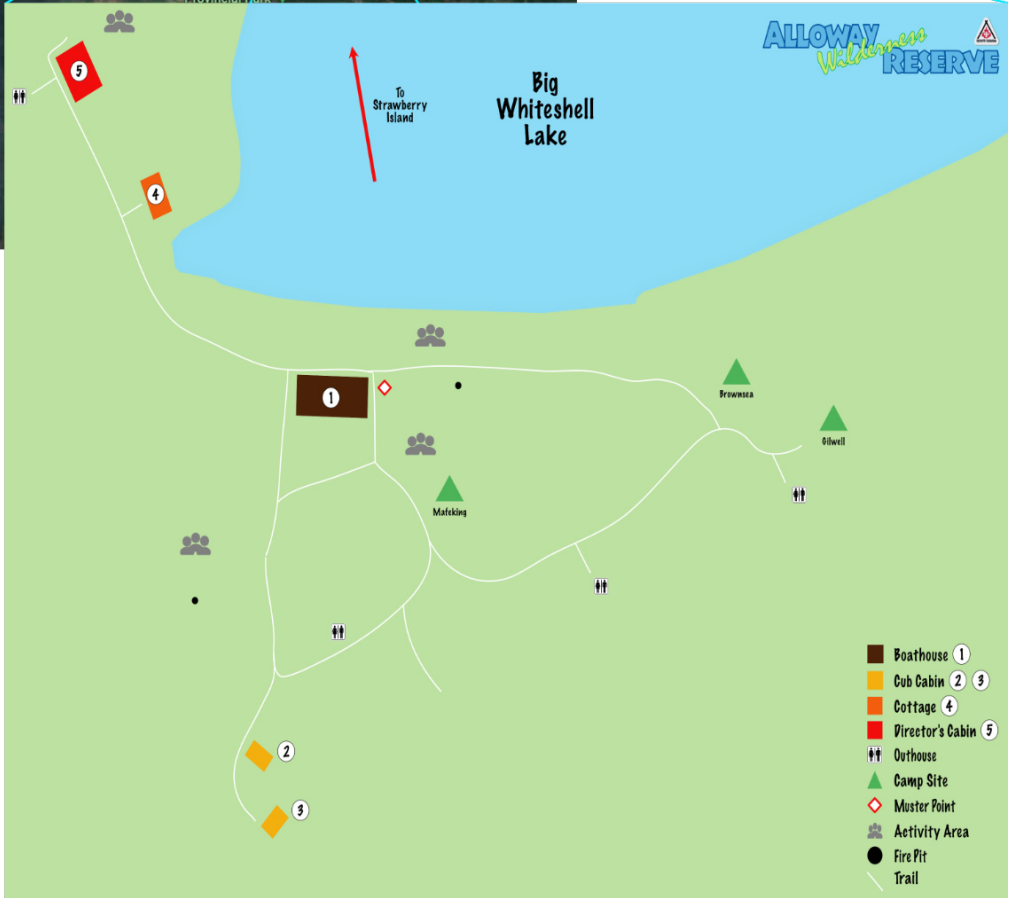 Provincial Park
ALLOWAY
Wilderness
RESERVE
To
Strawberry
Island
Big
Whiteshell
Lake
5
4
1
Brownsea
Gilwell
Mafeking
2
3
Boathouse 1
Cub Cabin 2 3
Cottage 4
Director's Cabin 5
Outhouse
Camp Site
Muster Point
Activity Area
Fire Pit
Trail